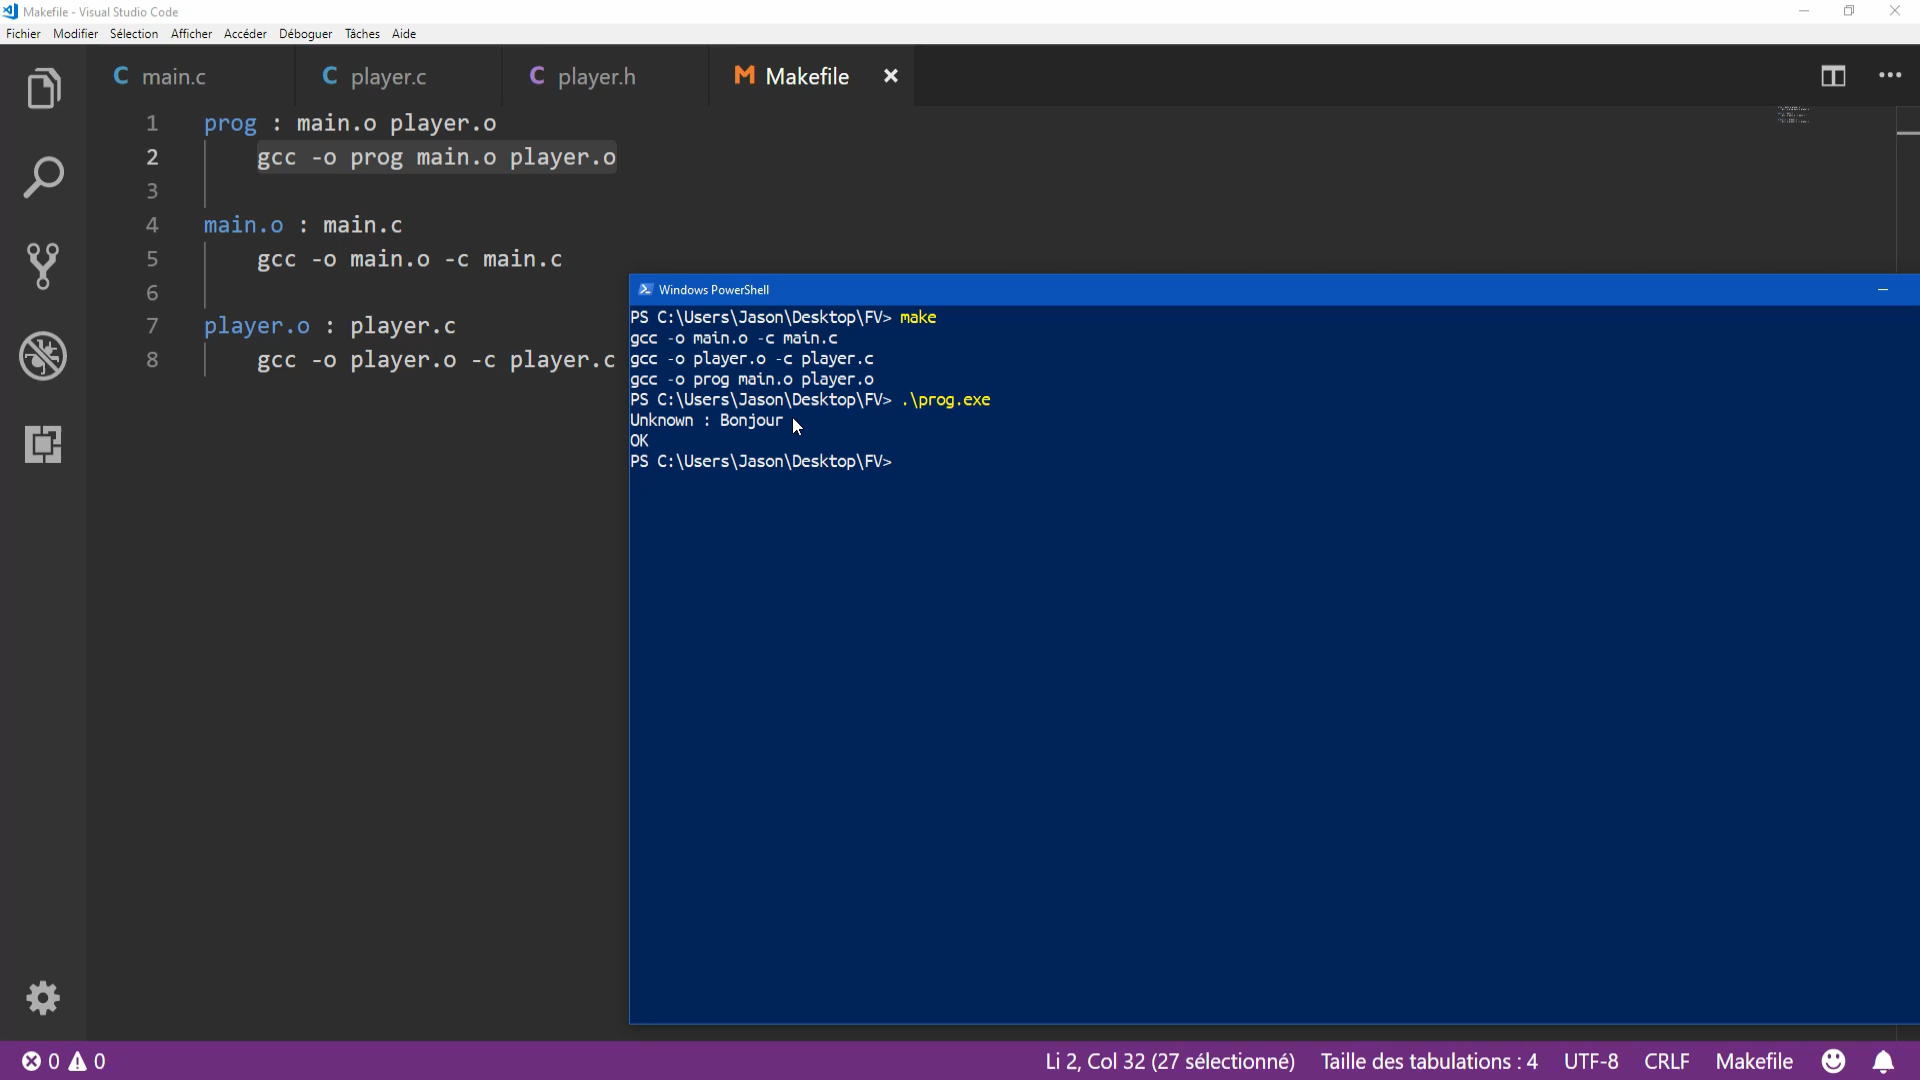 Makefile - Visual Studio Code
Fichier Modifier Sélection Afficher Accéder Déboguer Tâches Aide
C main.c C player.c C player.h M Makefile
1 prog : main.o player.o
2 gcc -o prog main.o player.o
3
4 main.o : main.c
5 gcc -o main.o -c main.c
6
7 player.o : player.c
8 gcc -o player.o -c player.c
Windows PowerShell
PS C:\Users\Jason\Desktop\FV> make
gcc -o main.o -c main.c
gcc -o player.o -c player.c
gcc -o prog main.o player.o
PS C:\Users\Jason\Desktop\FV> .\prog.exe
Unknown : Bonjour
OK
PS C:\Users\Jason\Desktop\FV>
0 0 Li 2, Col 32 (27 sélectionné) Taille des tabulations : 4 UTF-8 CRLF Makefile